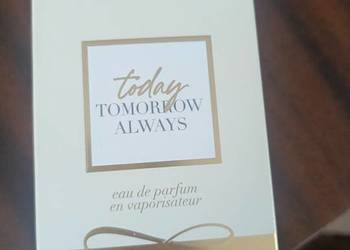 today
TOMORROW
ALWAYS
eau de parfum
en vaporisateur